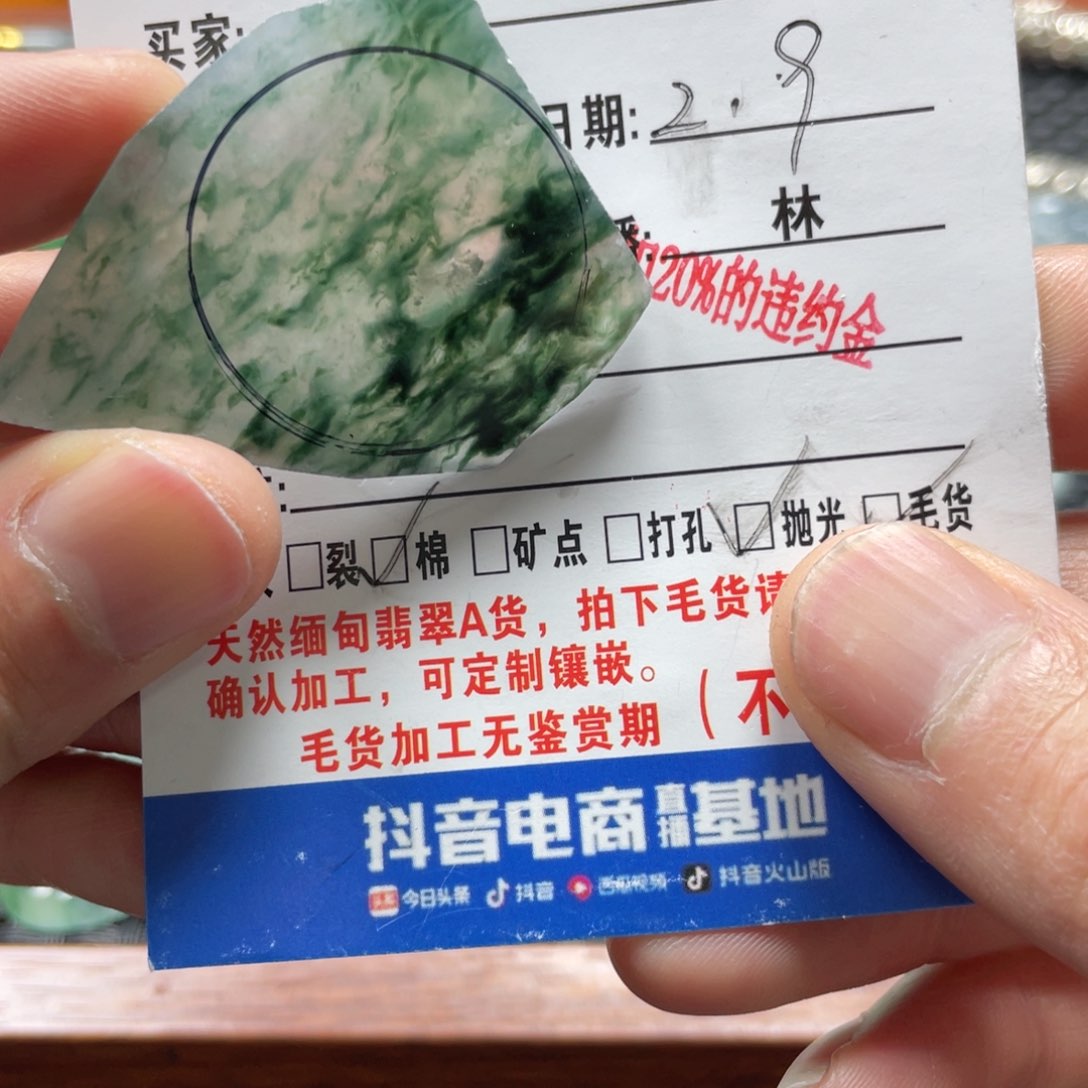 买家:
日期: 2.9
播: 林
20%的违约金
裂 棉 矿点 打孔 抛光 毛货
天然缅甸翡翠A货，拍下毛货请
确认加工，可定制镶嵌。
毛货加工无鉴赏期（不
抖音电商直播基地
今日头条 抖音 西瓜视频 抖音火山版